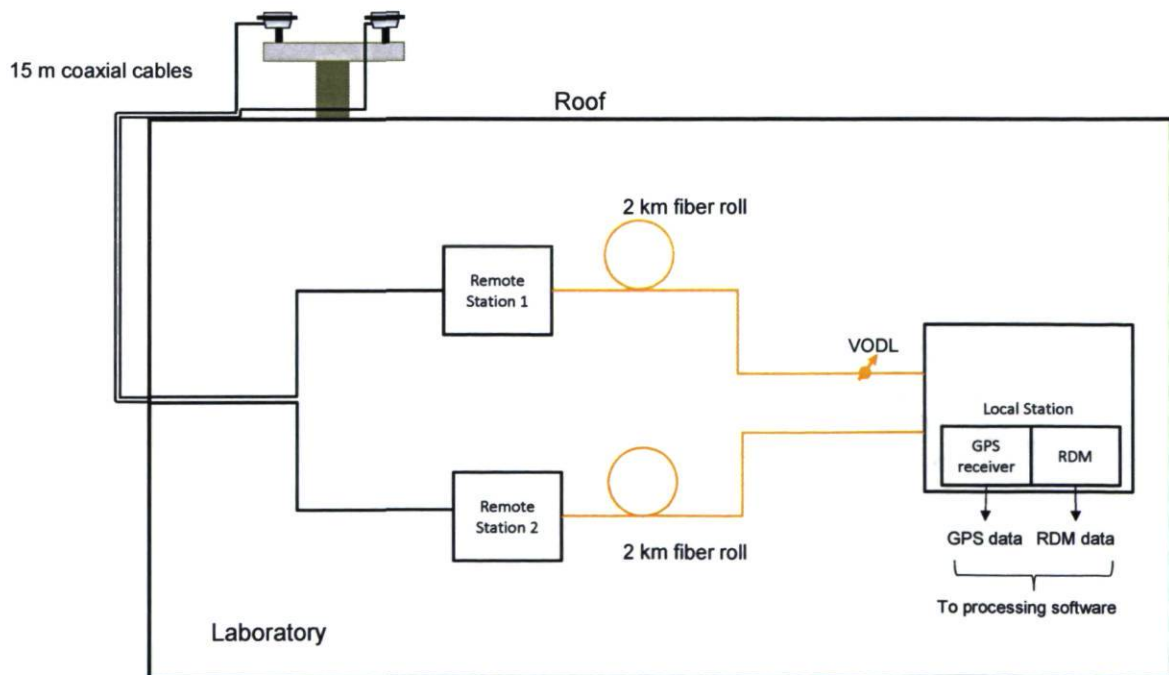 15 m coaxial cables
Roof
2 km fiber roll
Remote
Station 1
VODL
Local Station
GPS
receiver
RDM
Remote
Station 2
2 km fiber roll
GPS data
RDM data
To processing software
Laboratory